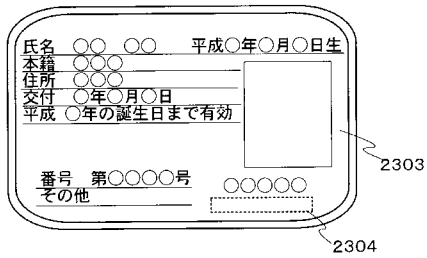 氏名 ○○ ○○ 平成○年○月○日生
本籍 ○○○
住所 ○○○
交付 ○年○月○日
平成 ○年の誕生日まで有効
2303
番号 第○○○○号
○○○○○
その他
2304